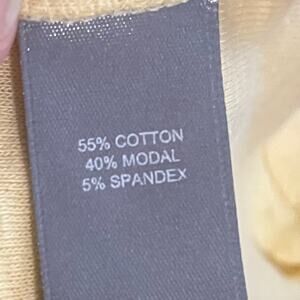 55% COTTON
40% MODAL
5% SPANDEX